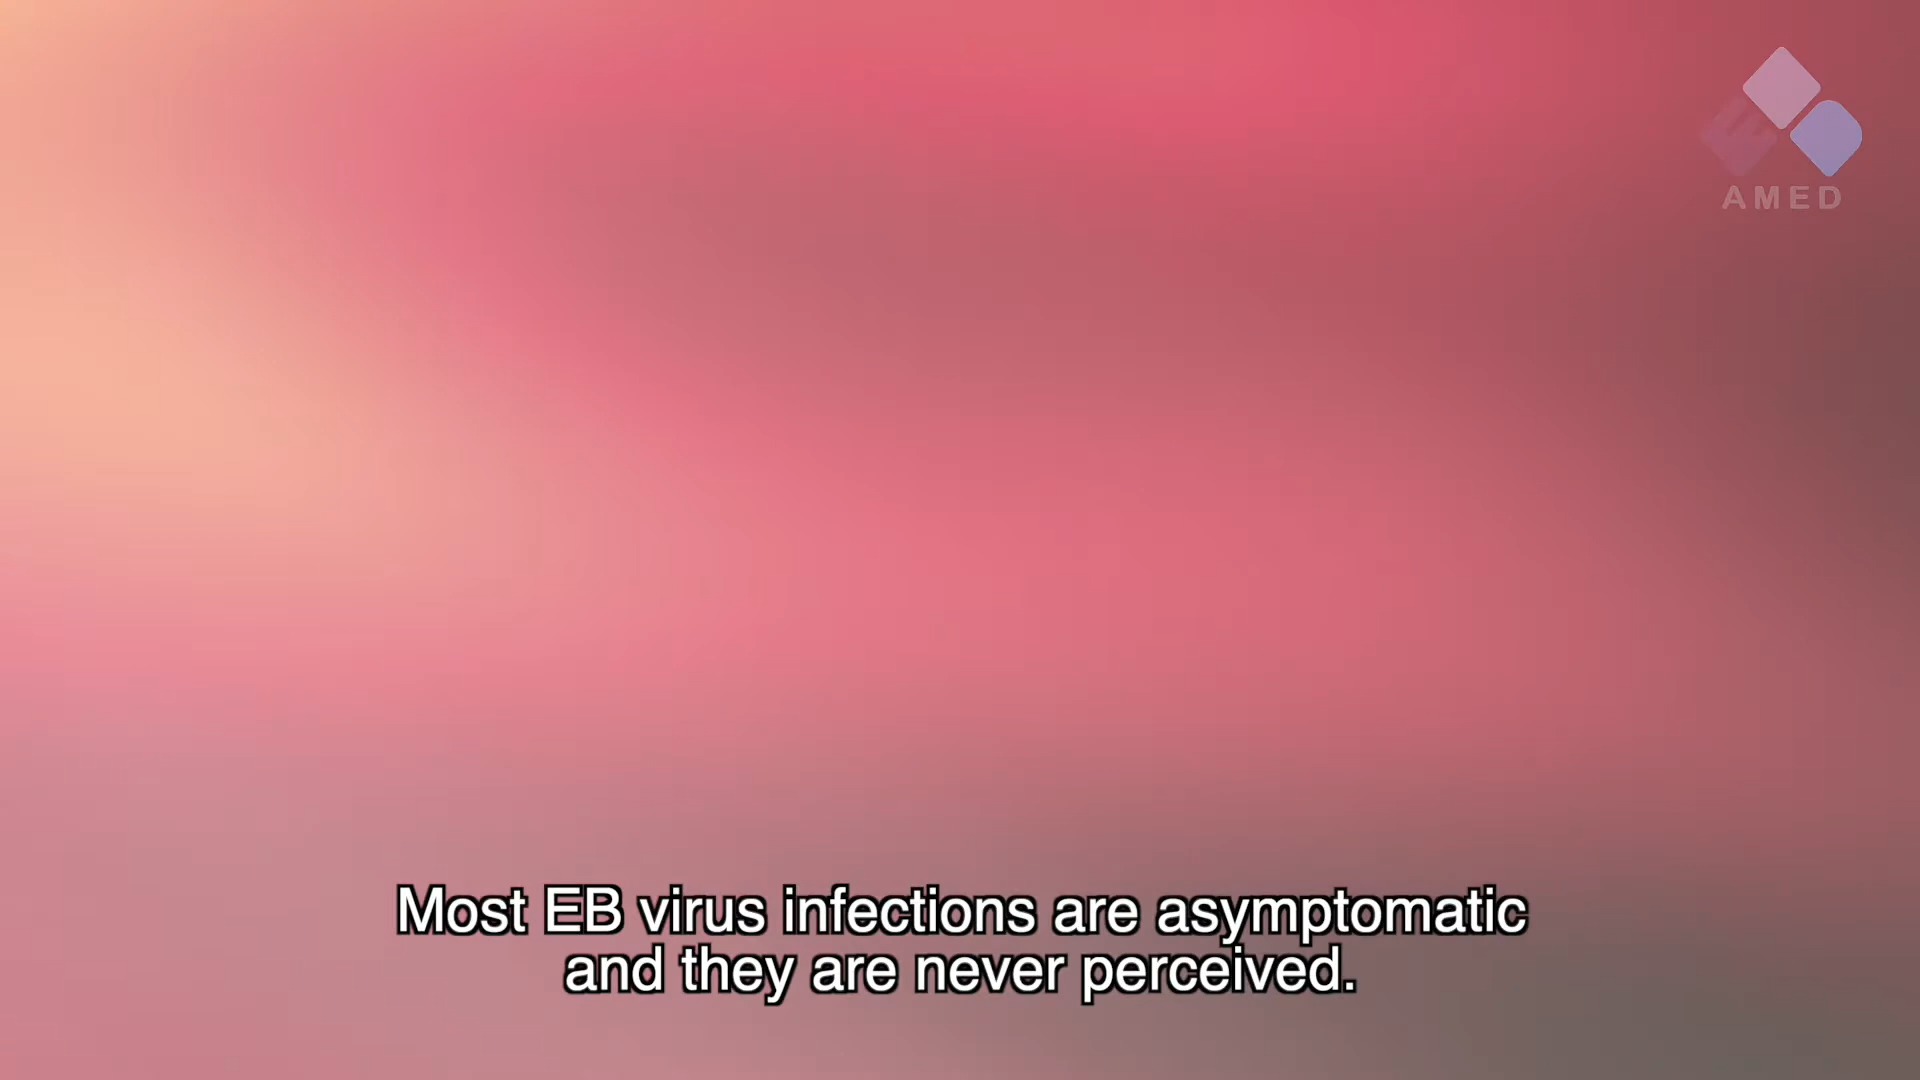 AMED
Most EB virus infections are asymptomatic
and they are never perceived.